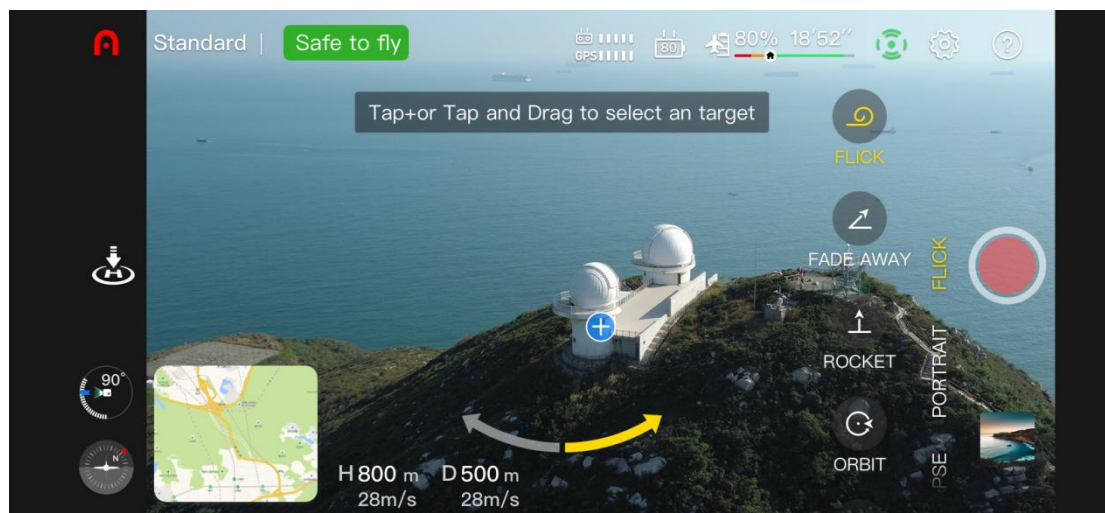 Standard | Safe to fly
GPS
80
80% 18'52''
?
Tap+or Tap and Drag to select an target
FLICK
FADE AWAY
ROCKET
ORBIT
FLICK
PORTRAIT
PSE
90°
N
H 800 m D 500 m
28m/s 28m/s